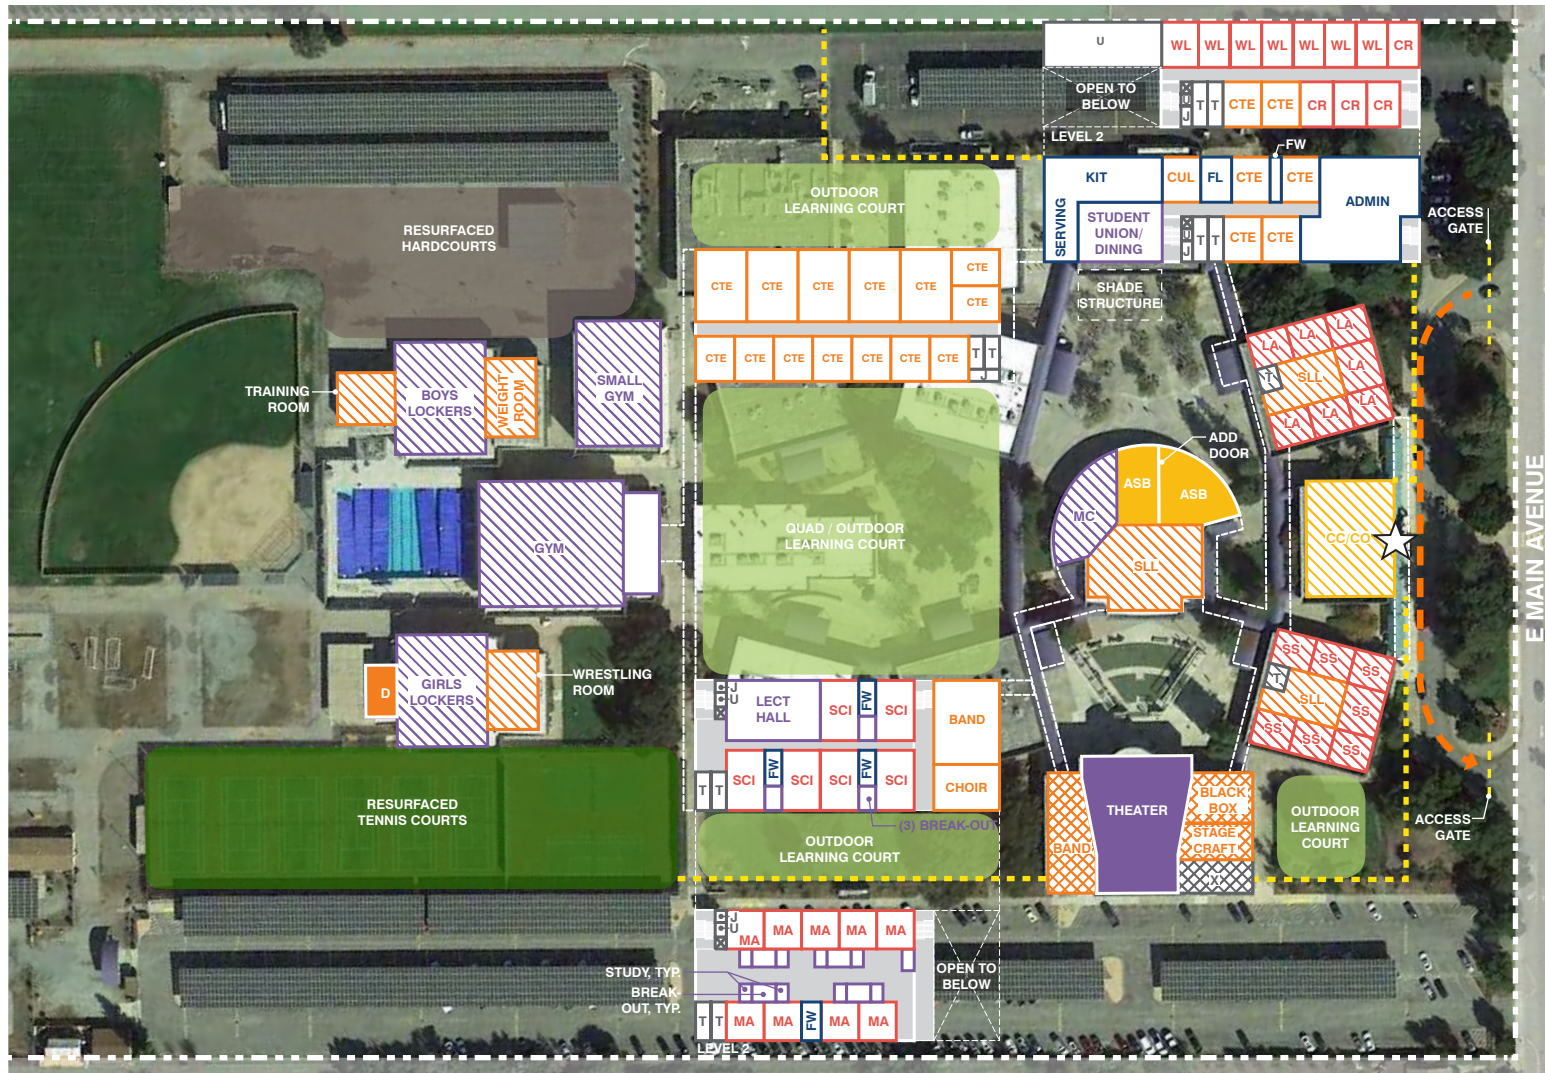 U
WL WL WL WL WL WL WL CR
OPEN TO
BELOW
U
J
T T CTE CTE CR CR CR
LEVEL 2
FW
KIT
CUL FL CTE CTE
ADMIN
SERVING
STUDENT
UNION/
DINING
U
J
T T CTE CTE
ACCESS
GATE
SHADE
STRUCTURE
OUTDOOR
LEARNING COURT
RESURFACED
HARDCOURTS
CTE CTE CTE CTE CTE CTE
CTE
CTE CTE CTE CTE CTE CTE CTE T T
J
LA LA LA
T SLL LA
LA LA LA
TRAINING
ROOM
BOYS
LOCKERS
WEIGHT
ROOM
SMALL
GYM
ADD
DOOR
ASB
ASB
MC
SLL
QUAD / OUTDOOR
LEARNING COURT
GYM
CC/CO
E MAIN AVENUE
D
GIRLS
LOCKERS
WRESTLING
ROOM
SS SS SS
T SLL SS
SS SS SS
J
U
LECT
HALL
SCI FW SCI
BAND
T T SCI FW SCI SCI FW SCI
CHOIR
(3) BREAK-OUT
RESURFACED
TENNIS COURTS
OUTDOOR
LEARNING COURT
THEATER
BAND
BLACK
BOX
STAGE
CRAFT
X
OUTDOOR
LEARNING
COURT
ACCESS
GATE
J
U
MA MA MA MA MA
STUDY, TYP.
BREAK-
OUT, TYP.
OPEN TO
BELOW
T T MA MA FW MA MA
LEVEL 2